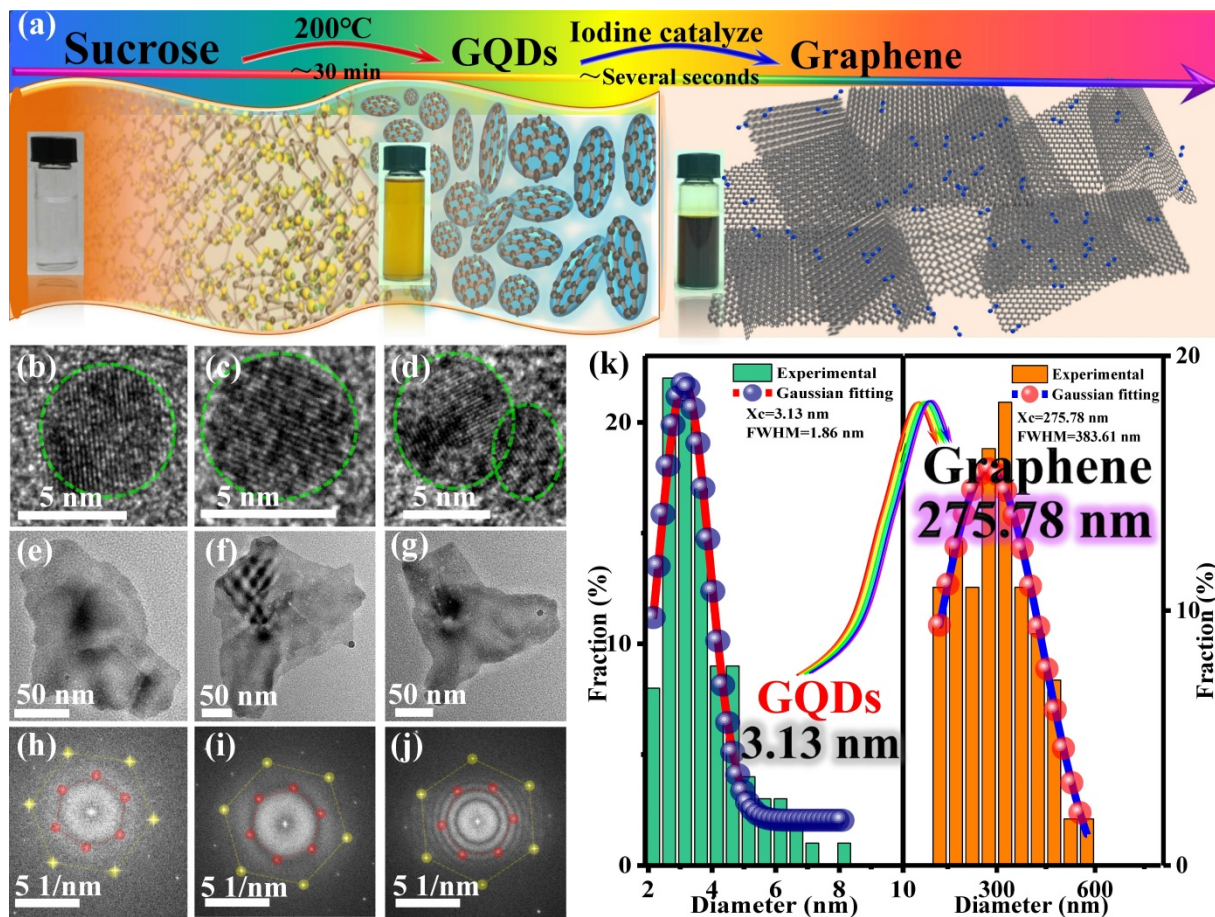 (a)
Sucrose
200°C
~30 min
GQDs
Iodine catalyze
~Several seconds
Graphene
(b)
5 nm
(c)
5 nm
(d)
5 nm
(e)
50 nm
(f)
50 nm
(g)
50 nm
(h)
5 1/nm
(i)
5 1/nm
(j)
5 1/nm
(k)
Experimental
Gaussian fitting
Xc=3.13 nm
FWHM=1.86 nm
Experimental
Gaussian fitting
Xc=275.78 nm
FWHM=383.61 nm
Graphene
275.78 nm
GQDs
3.13 nm
Fraction (%)
20
10
0
2 4 6 8 10
Diameter (nm)
300 600
Diameter (nm)
20
10
0
Fraction (%)